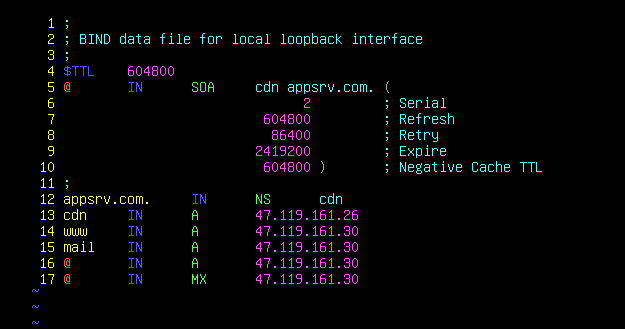 1 ;
2 ; BIND data file for local loopback interface
3 ;
4 $TTL 604800
5 @ IN SOA cdn appsrv.com. (
6 2 ; Serial
7 604800 ; Refresh
8 86400 ; Retry
9 2419200 ; Expire
10 604800 ) ; Negative Cache TTL
11 ;
12 appsrv.com. IN NS cdn
13 cdn IN A 47.119.161.26
14 www IN A 47.119.161.30
15 mail IN A 47.119.161.30
16 @ IN A 47.119.161.30
17 @ IN MX 47.119.161.30
~
~
~